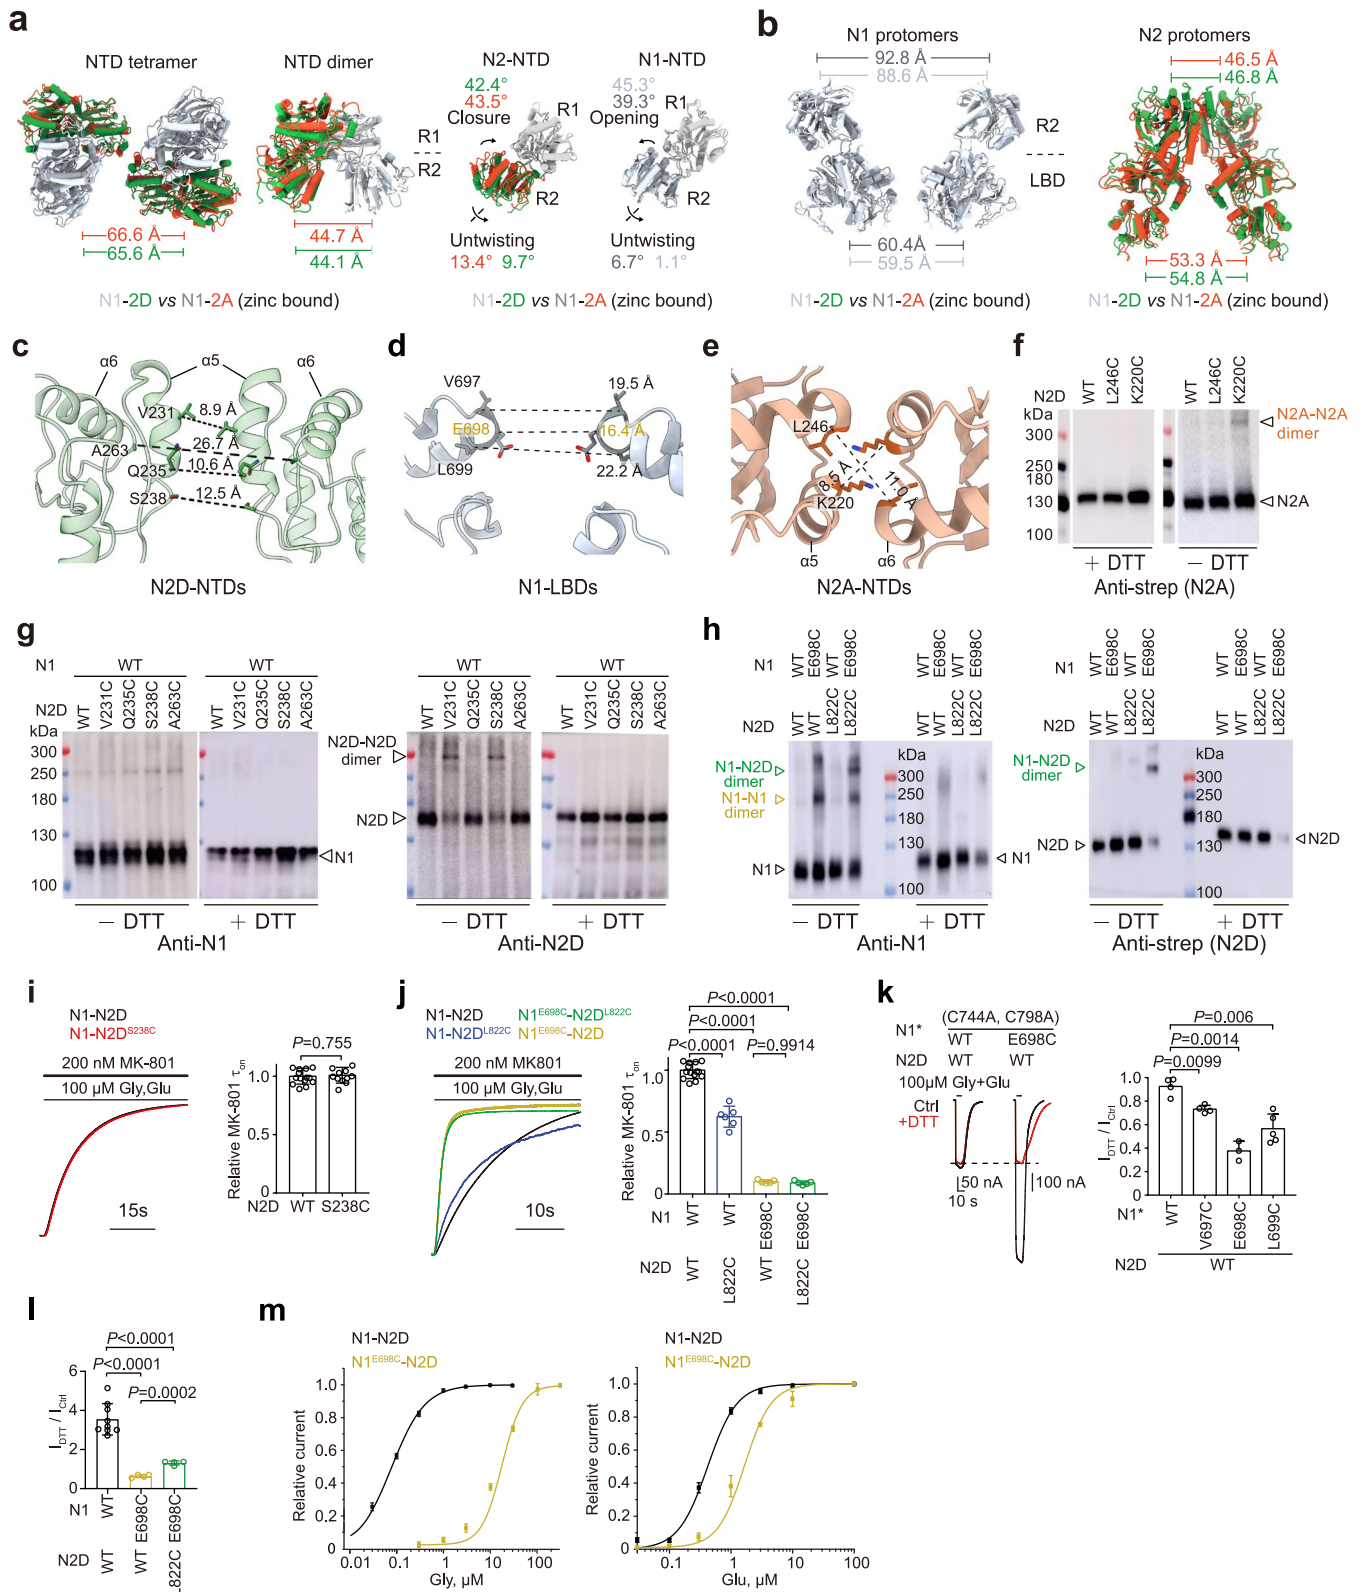 a
NTD tetramer
66.6 Å
65.6 Å
NTD dimer
R1
R2
44.7 Å
44.1 Å
N1-2D vs N1-2A (zinc bound)
N2-NTD
42.4°
43.5°
Closure
R1
R2
Untwisting
13.4° 9.7°
N1-NTD
45.3°
39.3°
Opening
R1
R2
Untwisting
6.7° 1.1°
N1-2D vs N1-2A (zinc bound)
b
N1 protomers
92.8 Å
88.6 Å
R2
LBD
60.4Å
59.5 Å
N1-2D vs N1-2A (zinc bound)
N2 protomers
46.5 Å
46.8 Å
53.3 Å
54.8 Å
N1-2D vs N1-2A (zinc bound)
c
α6
α5
α6
V231
8.9 Å
A263
26.7 Å
Q235
10.6 Å
S238
12.5 Å
N2D-NTDs
d
V697
19.5 Å
E698
16.4 Å
L699
22.2 Å
N1-LBDs
e
L246
8.5 Å
11.0 Å
K220
α5
α6
N2A-NTDs
f
N2D
WT
L246C
K220C
WT
L246C
K220C
kDa
300
250
180
130
100
N2A-N2A
dimer
N2A
+ DTT
− DTT
Anti-strep (N2A)
g
N1
WT
WT
N2D
WT
V231C
Q235C
S238C
A263C
WT
V231C
Q235C
S238C
A263C
kDa
300
250
180
130
100
N1
− DTT
+ DTT
Anti-N1
WT
WT
WT
V231C
Q235C
S238C
A263C
WT
V231C
Q235C
S238C
A263C
N2D-N2D
dimer
N2D
− DTT
+ DTT
Anti-N2D
h
N1
WT
E698C
WT
E698C
WT
E698C
WT
E698C
N2D
WT
WT
L822C
L822C
WT
WT
L822C
L822C
N1-N2D
dimer
N1-N1
dimer
N1
kDa
300
250
180
130
100
N1
− DTT
+ DTT
Anti-N1
N1
WT
E698C
WT
E698C
WT
E698C
WT
E698C
N2D
WT
WT
L822C
L822C
WT
WT
L822C
L822C
N1-N2D
dimer
N2D
kDa
300
250
180
130
100
N2D
− DTT
+ DTT
Anti-strep (N2D)
i
N1-N2D
N1-N2D^S238C
200 nM MK-801
100 µM Gly,Glu
15s
P=0.755
Relative MK-801 τon
1.5
1.0
0.5
0
N2D WT S238C
j
N1-N2D
N1^E698C-N2D^L822C
N1-N2D^L822C
N1^E698C-N2D
200 nM MK801
100 µM Gly,Glu
10s
P<0.0001
P<0.0001
P<0.0001
P=0.9914
Relative MK-801 τon
1.0
0.5
0
N1
WT
WT
E698C
E698C
N2D
WT
L822C
WT
L822C
k
(C744A, C798A)
N1*
WT
E698C
N2D
WT
WT
100µM Gly+Glu
Ctrl
+DTT
50 nA
10 s
100 nA
P=0.006
P=0.0014
P=0.0099
IDTT / ICtrl
1.2
1.0
0.8
0.6
0.4
0.2
0
N1*
WT
V697C
E698C
L699C
N2D
WT
l
P<0.0001
P<0.0001
P=0.0002
IDTT / ICtrl
6
4
2
0
N1
WT
E698C
E698C
N2D
WT
WT
L822C
m
N1-N2D
N1^E698C-N2D
Relative current
1.0
0.8
0.6
0.4
0.2
0
0.01
0.1
1
10
100
Gly, µM
N1-N2D
N1^E698C-N2D
Relative current
1.0
0.8
0.6
0.4
0.2
0
0.1
1
10
100
Glu, µM